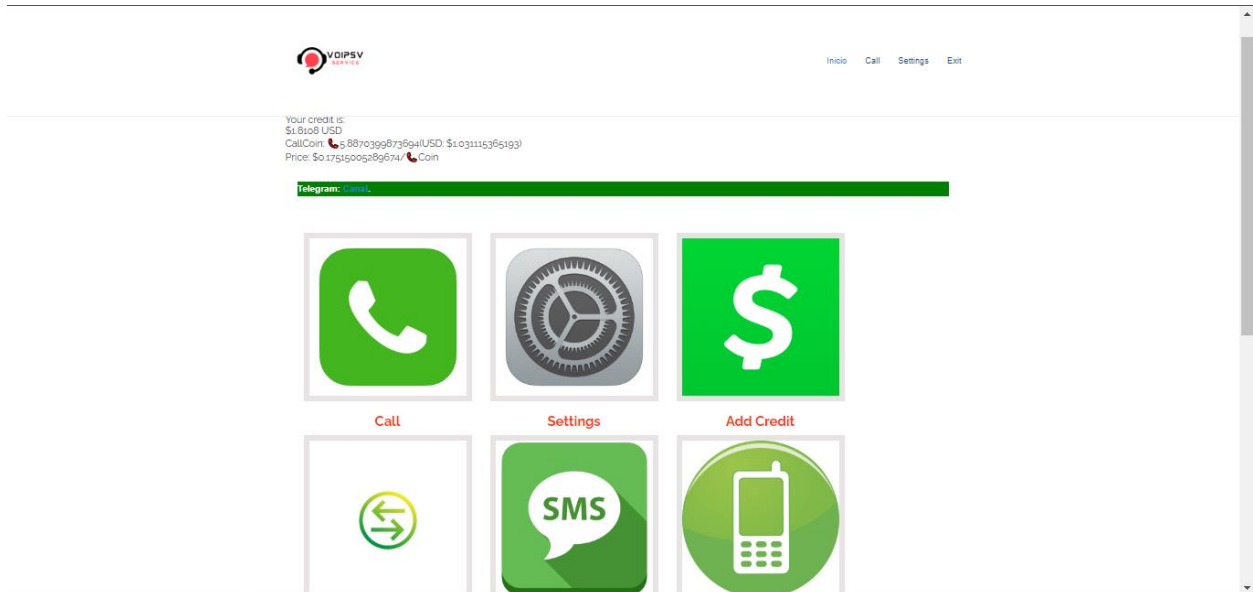 VOIPSV
SERVICE
Inicio Call Settings Exit
Your credit is:
$1.8108 USD
CallCoin: 📞5.8870399873694(USD: $1.031115365193)
Price: $0.17515005289674/📞Coin
Telegram: Canal.
Call Settings Add Credit
SMS